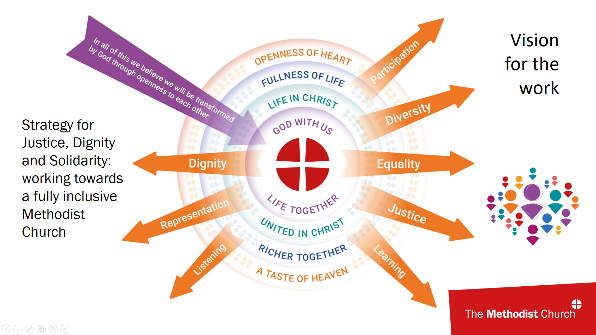 Vision
for the
work
In all of this we believe we will be transformed
by God through openness to each other
Strategy for
Justice, Dignity
and Solidarity:
working towards
a fully inclusive
Methodist
Church
OPENNESS OF HEART
FULLNESS OF LIFE
LIFE IN CHRIST
GOD WITH US
Participation
Diversity
Dignity
Equality
Representation
Justice
Listening
Learning
LIFE TOGETHER
UNITED IN CHRIST
RICHER TOGETHER
A TASTE OF HEAVEN
The Methodist Church